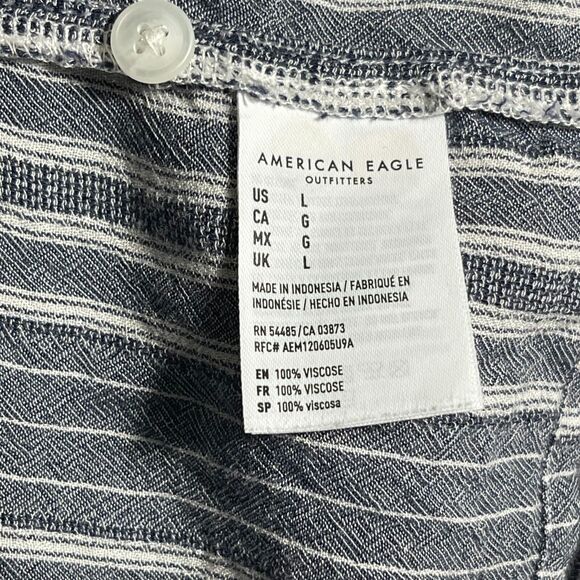 AMERICAN EAGLE
OUTFITTERS
US L
CA G
MX G
UK L
MADE IN INDONESIA / FABRIQUÉ EN
INDONÉSIE / HECHO EN INDONESIA
RN 54485/CA 03873
RFC# AEM120605U9A
EN 100% VISCOSE
FR 100% VISCOSE
SP 100% viscosa